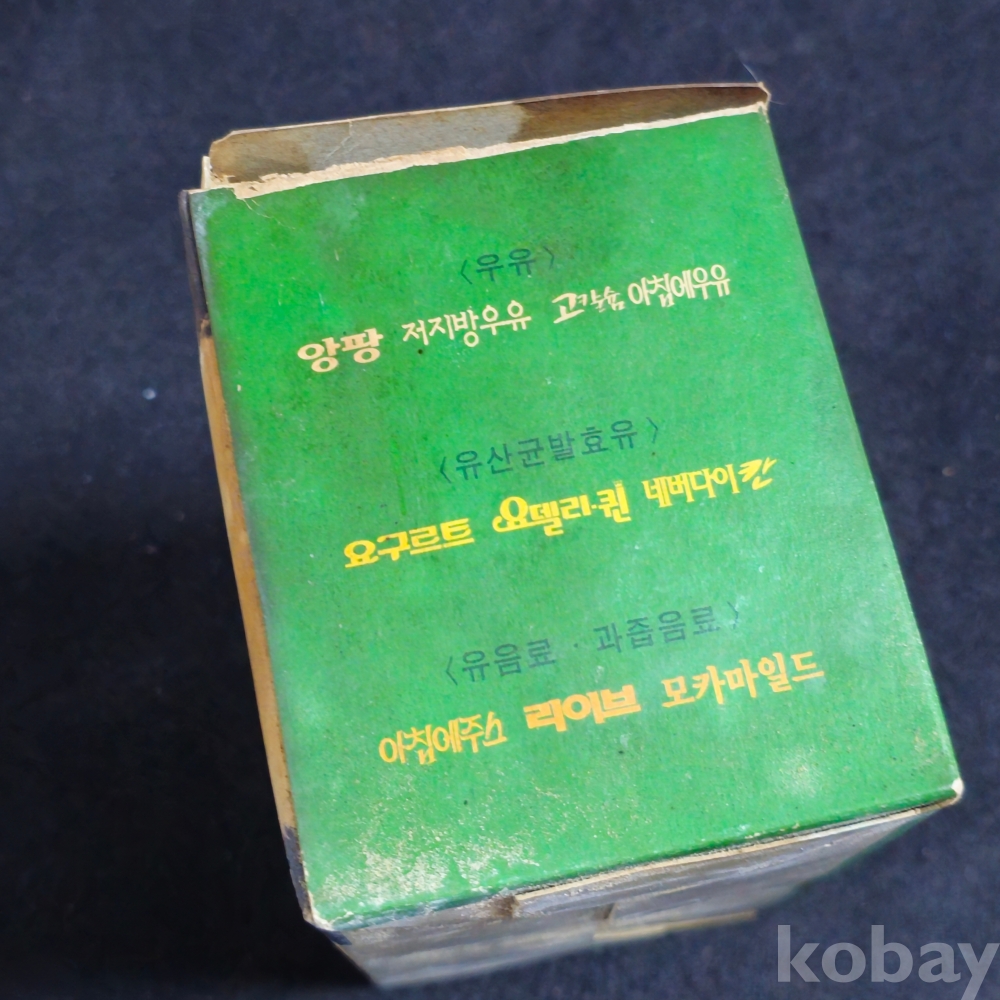 <우유>
앙팡 저지방우유 고칼슘 아침에우유
<유산균발효유>
요구르트 요델리·퀸 네버다이칸
<유음료 · 과즙음료>
아침에주스 라이브 모카마일드
kobay